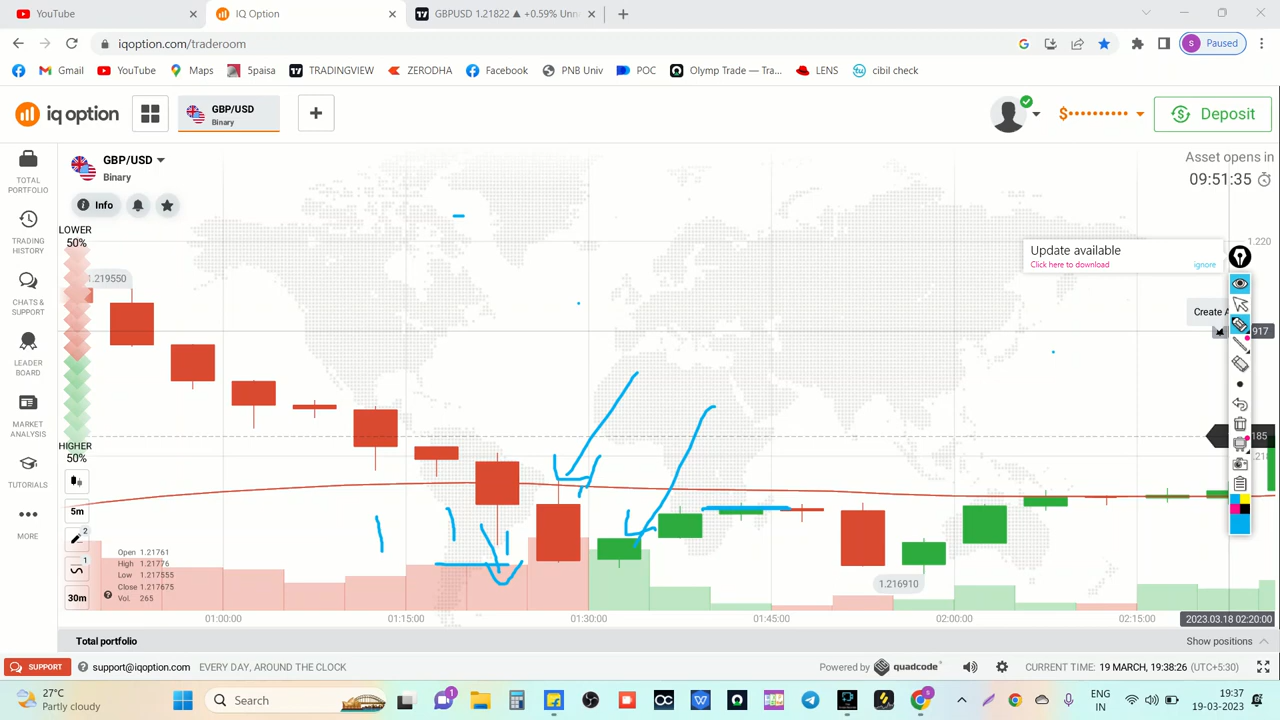 YouTube
IQ Option
GBPUSD 1.21822 ▲ +0.59% Unn
iqoption.com/traderoom
S Paused
Gmail
YouTube
Maps
5paisa
TRADINGVIEW
ZERODHA
Facebook
PNB Univ
POC
Olymp Trade — Tra...
LENS
cibil check
iq option
GBP/USD
Binary
Deposit
TOTAL
PORTFOLIO
TRADING
HISTORY
CHATS &
SUPPORT
LEADER
BOARD
MARKET
ANALYSIS
TUTORIALS
MORE
GBP/USD
Binary
Info
LOWER
50%
1.219550
HIGHER
50%
5m
2
1
30m
Open 1.21761
High 1.21776
Low 1.217555
Close 1.217675
Vol. 265
Asset opens in
09:51:35
1.220
Update available
Click here to download
ignore
Create A
917
185
1.216910
01:00:00
01:15:00
01:30:00
01:45:00
02:00:00
02:15:00
2023.03.18 02:20:00
Total portfolio
Show positions
SUPPORT
support@iqoption.com
EVERY DAY, AROUND THE CLOCK
Powered by quadcode
CURRENT TIME: 19 MARCH, 19:38:26 (UTC+5:30)
27°C
Partly cloudy
Search
ENG
IN
19:37
19-03-2023